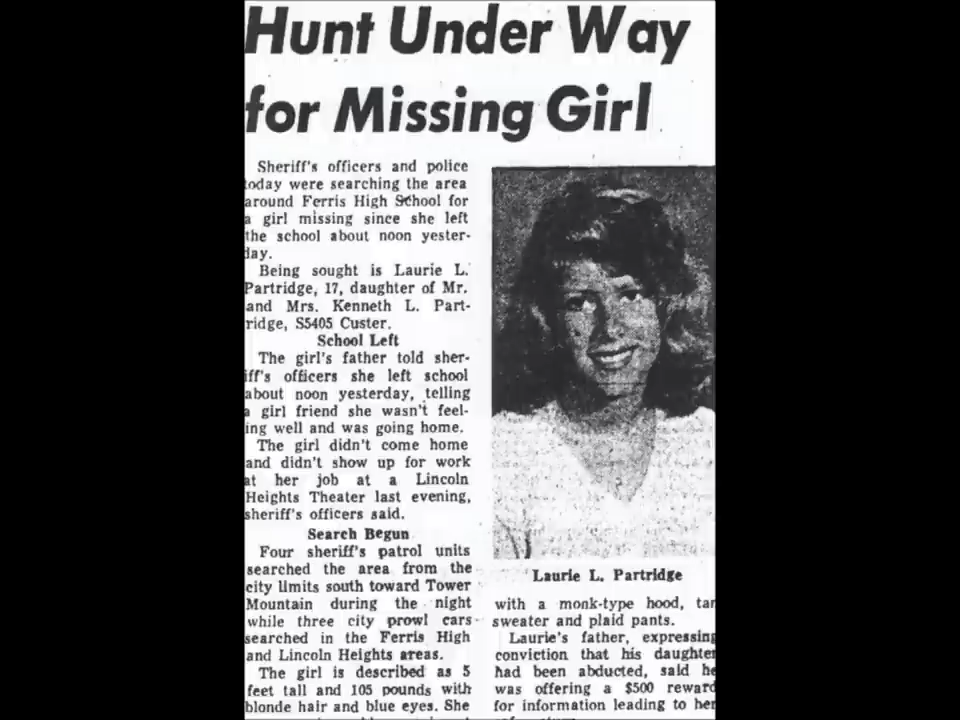 Hunt Under Way
for Missing Girl
Sheriff's officers and police
today were searching the area
around Ferris High School for
a girl missing since she left
the school about noon yester-
day.
Being sought is Laurie L.
Partridge, 17, daughter of Mr.
and Mrs. Kenneth L. Part-
ridge, S5405 Custer.
School Left
The girl's father told sher-
iff's officers she left school
about noon yesterday, telling
a girl friend she wasn't feel-
ing well and was going home.
The girl didn't come home
and didn't show up for work
at her job at a Lincoln
Heights Theater last evening,
sheriff's officers said.
Search Begun
Four sheriff's patrol units
searched the area from the
city limits south toward Tower
Mountain during the night
while three city prowl cars
searched in the Ferris High
and Lincoln Heights areas.
The girl is described as 5
feet tall and 105 pounds with
blonde hair and blue eyes. She
Laurie L. Partridge
with a monk-type hood, tan
sweater and plaid pants.
Laurie's father, expressing
conviction that his daughter
had been abducted, said he
was offering a $500 reward
for information leading to her